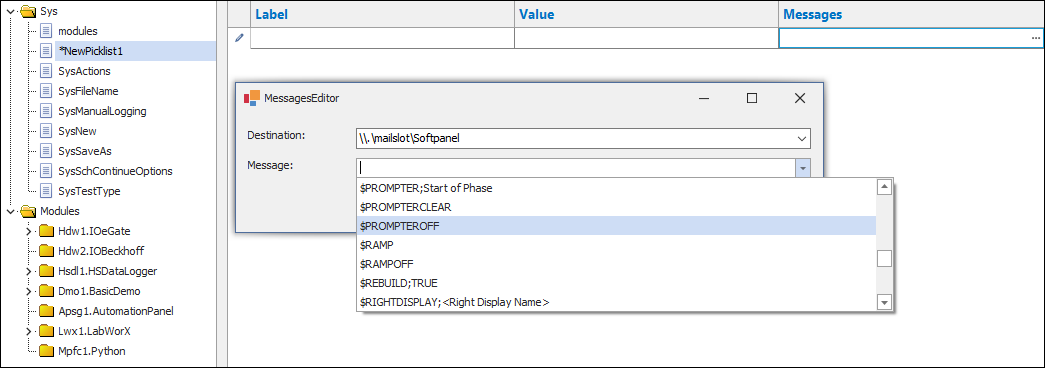 Sys
modules
*NewPicklist1
SysActions
SysFileName
SysManualLogging
SysNew
SysSaveAs
SysSchContinueOptions
SysTestType
Modules
Hdw1.IOeGate
Hdw2.IOBeckhoff
Hsdl1.HSDataLogger
Dmo1.BasicDemo
Apsg1.AutomationPanel
Lwx1.LabWorX
Mpfc1.Python
Label Value Messages
...
MessagesEditor
Destination: \\.\mailslot\Softpanel
Message:
$PROMPTER;Start of Phase
$PROMPTERCLEAR
$PROMPTEROFF
$RAMP
$RAMPOFF
$REBUILD;TRUE
$RIGHTDISPLAY;<Right Display Name>